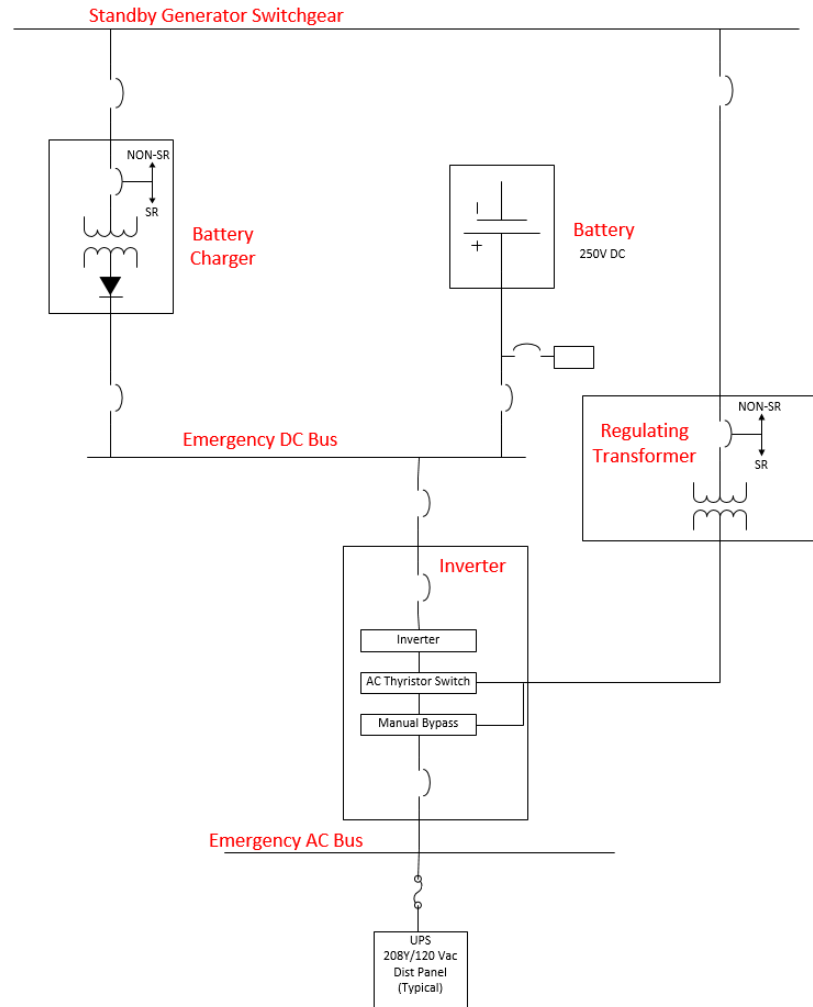 Standby Generator Switchgear
NON-SR
SR
Battery
Charger
Battery
250V DC
+
Emergency DC Bus
Regulating
Transformer
NON-SR
SR
Inverter
Inverter
AC Thyristor Switch
Manual Bypass
Emergency AC Bus
UPS
208Y/120 Vac
Dist Panel
(Typical)